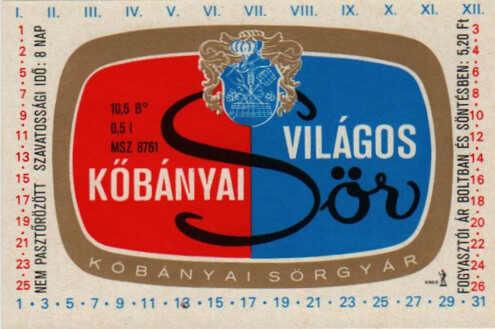 I. II. III. IV. V. VI. VII. VIII. IX. X. XI. XII.
1
2
3
5
7
9
11
13
15
17
19
21
23
25
NEM PASZTŐRÖZÖTT SZAVATOSSÁGI IDŐ: 8 NAP
10,5 B°
0,5 l
MSZ 8761
KŐBÁNYAI
VILÁGOS
Sör
KŐBÁNYAI SÖRGYÁR
FOGYASZTÓI ÁR BOLTBAN ÉS SÖNTÉSBEN: 5,20 Ft
3
4
6
8
10
12
14
16
18
20
22
24
26
1 • 3 • 5 • 7 • 9 • 11 • 13 • 15 • 17 • 19 • 21 • 23 • 25 • 27 • 29 • 31